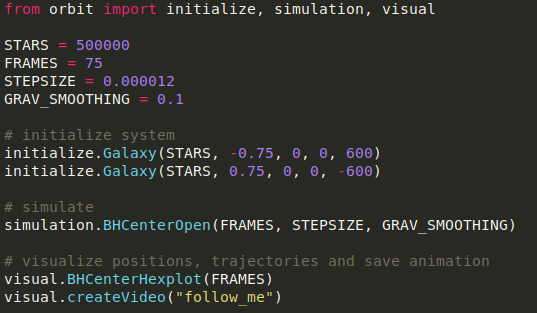 from orbit import initialize, simulation, visual
STARS = 500000
FRAMES = 75
STEPSIZE = 0.000012
GRAV_SMOOTHING = 0.1
# initialize system
initialize.Galaxy(STARS, -0.75, 0, 0, 600)
initialize.Galaxy(STARS, 0.75, 0, 0, -600)
# simulate
simulation.BHCenterOpen(FRAMES, STEPSIZE, GRAV_SMOOTHING)
# visualize positions, trajectories and save animation
visual.BHCenterHexplot(FRAMES)
visual.createVideo("follow_me")